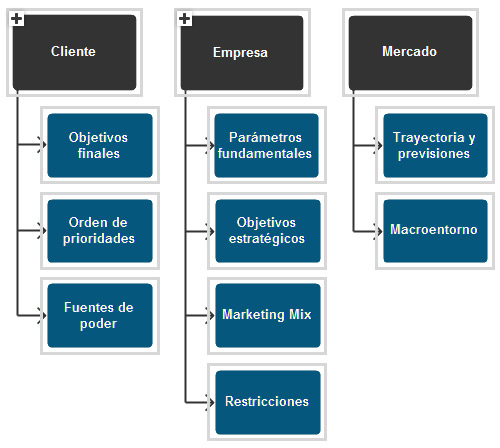 Cliente
Objetivos
finales
Orden de
prioridades
Fuentes de
poder
Empresa
Parámetros
fundamentales
Objetivos
estratégicos
Marketing Mix
Restricciones
Mercado
Trayectoria y
previsiones
Macroentorno